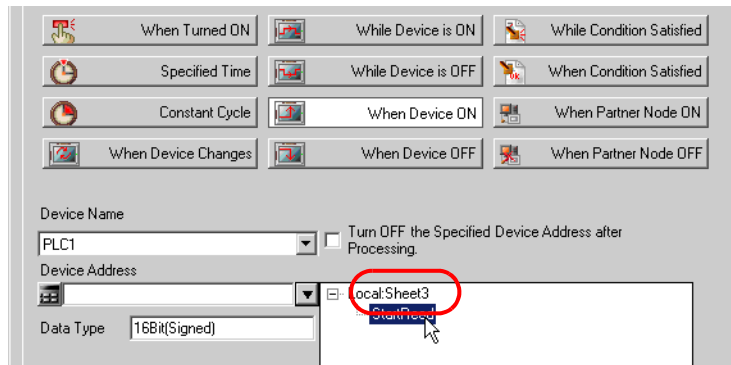 When Turned ON While Device is ON While Condition Satisfied
Specified Time While Device is OFF When Condition Satisfied
Constant Cycle When Device ON When Partner Node ON
When Device Changes When Device OFF When Partner Node OFF
Device Name
PLC1
Turn OFF the Specified Device Address after
Processing.
Device Address
Local:Sheet3
StartRead
Data Type 16Bit(Signed)